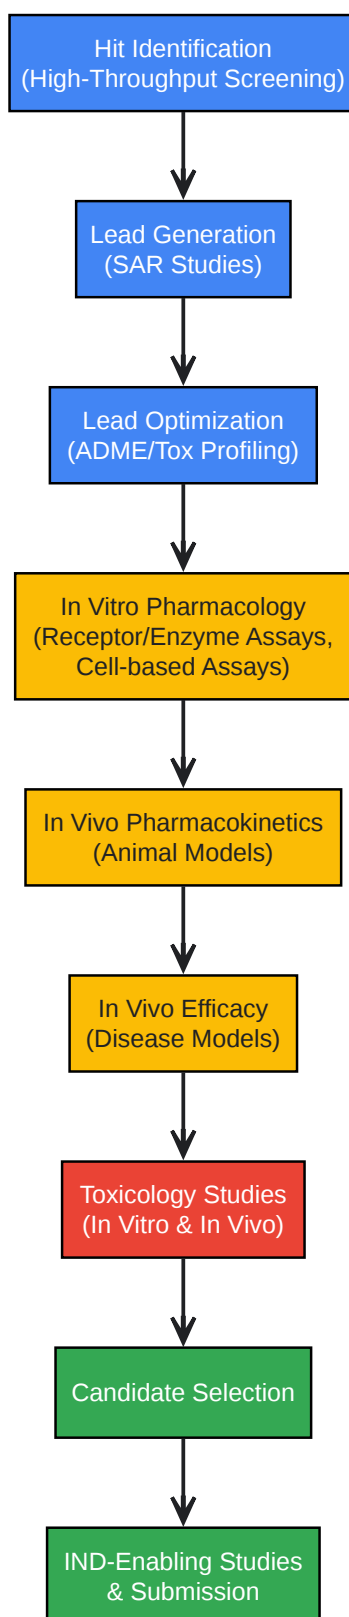 Hit Identification
(High-Throughput Screening)
Lead Generation
(SAR Studies)
Lead Optimization
(ADME/Tox Profiling)
In Vitro Pharmacology
(Receptor/Enzyme Assays,
Cell-based Assays)
In Vivo Pharmacokinetics
(Animal Models)
In Vivo Efficacy
(Disease Models)
Toxicology Studies
(In Vitro & In Vivo)
Candidate Selection
IND-Enabling Studies
& Submission